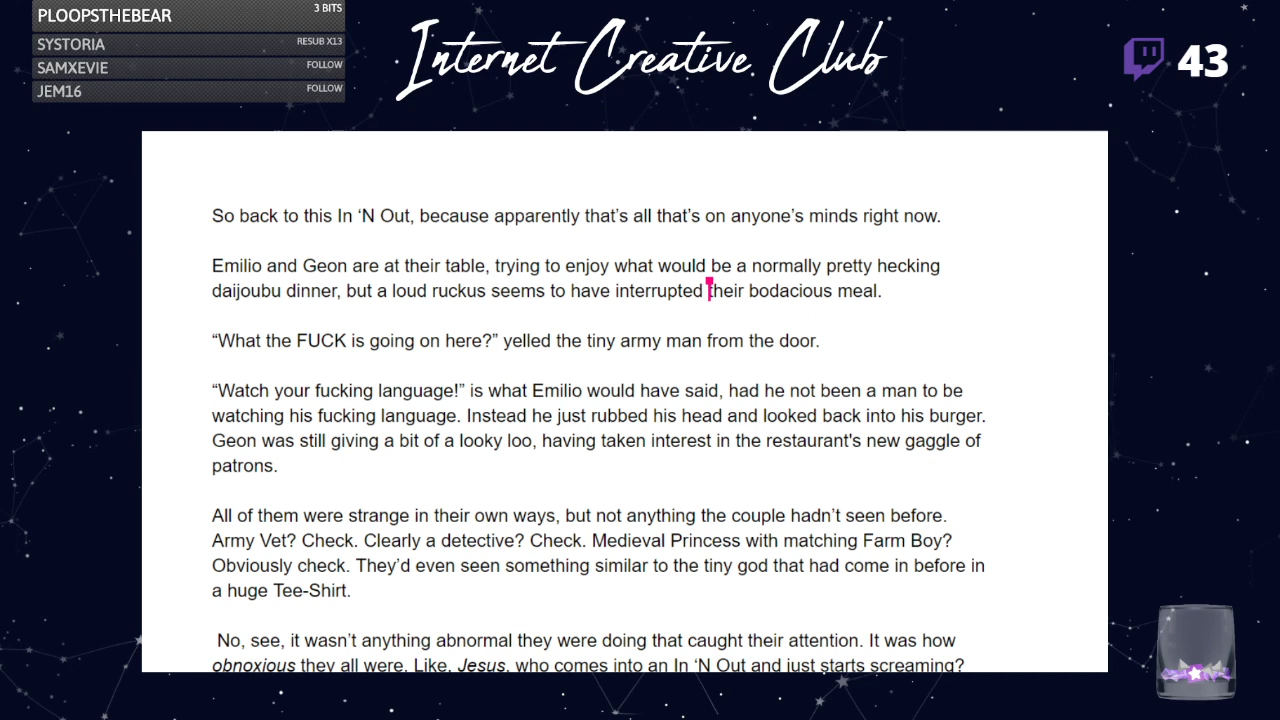 PLOOPSTHEBEAR 3 BITS
SYSTORIA RESUB X13
SAMXEVIE FOLLOW
JEM16 FOLLOW
Internet Creative Club
43
So back to this In ‘N Out, because apparently that’s all that’s on anyone’s minds right now.
Emilio and Geon are at their table, trying to enjoy what would be a normally pretty hecking
daijoubu dinner, but a loud ruckus seems to have interrupted their bodacious meal.
“What the FUCK is going on here?” yelled the tiny army man from the door.
“Watch your fucking language!” is what Emilio would have said, had he not been a man to be
watching his fucking language. Instead he just rubbed his head and looked back into his burger.
Geon was still giving a bit of a looky loo, having taken interest in the restaurant's new gaggle of
patrons.
All of them were strange in their own ways, but not anything the couple hadn’t seen before.
Army Vet? Check. Clearly a detective? Check. Medieval Princess with matching Farm Boy?
Obviously check. They’d even seen something similar to the tiny god that had come in before in
a huge Tee-Shirt.
No, see, it wasn’t anything abnormal they were doing that caught their attention. It was how
obnoxious they all were. Like, Jesus, who comes into an In ‘N Out and just starts screaming?